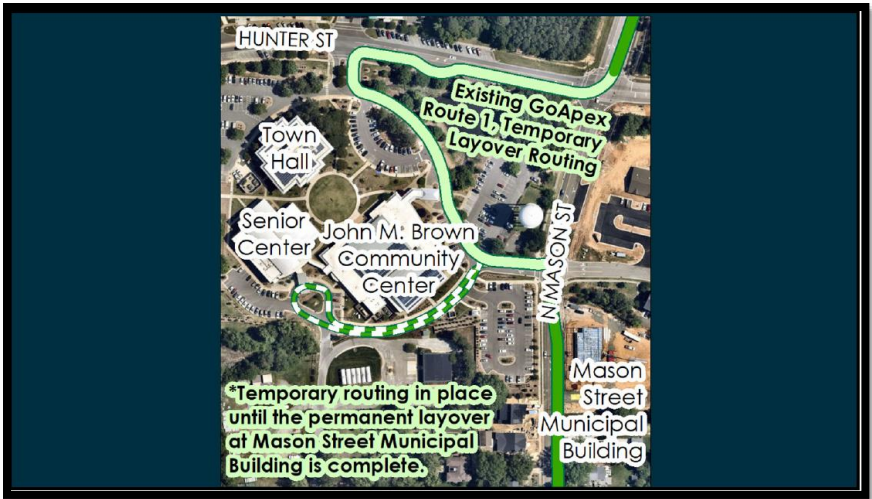 HUNTER ST
Existing GoApex
Route 1, Temporary
Layover Routing
Town
Hall
Senior
Center
John M. Brown
Community
Center
N MASON ST
Mason
Street
Municipal
Building
*Temporary routing in place
until the permanent layover
at Mason Street Municipal
Building is complete.